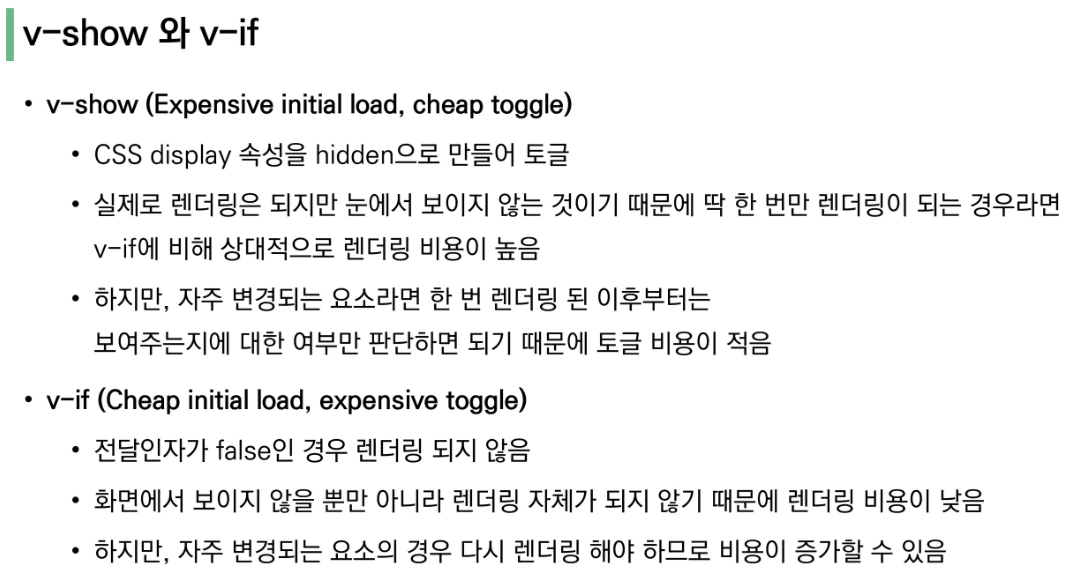 v-show 와 v-if
• v-show (Expensive initial load, cheap toggle)
• CSS display 속성을 hidden으로 만들어 토글
• 실제로 렌더링은 되지만 눈에서 보이지 않는 것이기 때문에 딱 한 번만 렌더링이 되는 경우라면
v-if에 비해 상대적으로 렌더링 비용이 높음
• 하지만, 자주 변경되는 요소라면 한 번 렌더링 된 이후부터는
보여주는지에 대한 여부만 판단하면 되기 때문에 토글 비용이 적음
• v-if (Cheap initial load, expensive toggle)
• 전달인자가 false인 경우 렌더링 되지 않음
• 화면에서 보이지 않을 뿐만 아니라 렌더링 자체가 되지 않기 때문에 렌더링 비용이 낮음
• 하지만, 자주 변경되는 요소의 경우 다시 렌더링 해야 하므로 비용이 증가할 수 있음